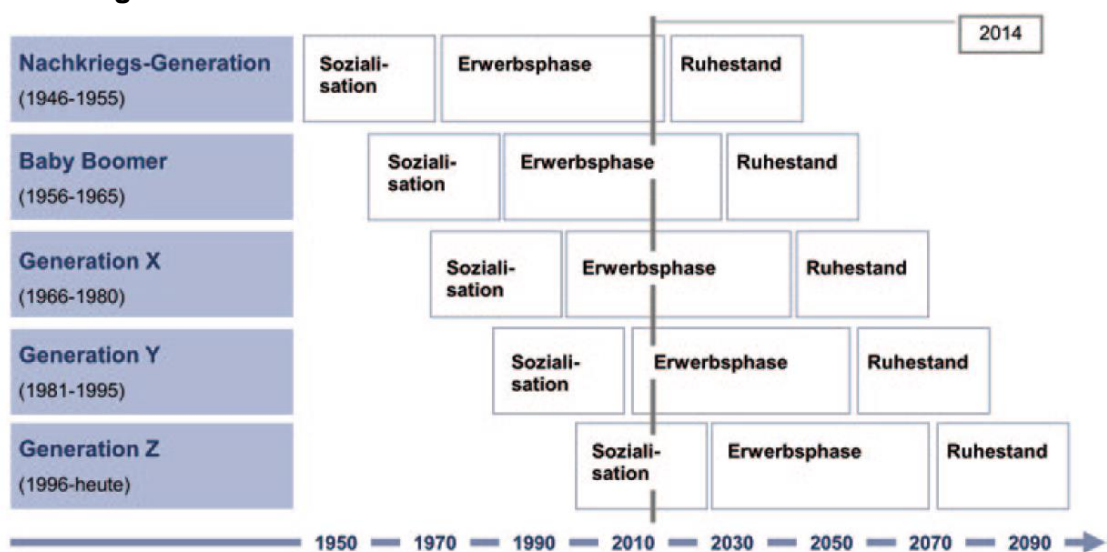 2014
Nachkriegs-Generation
(1946-1955)
Soziali-
sation
Erwerbsphase
Ruhestand
Baby Boomer
(1956-1965)
Soziali-
sation
Erwerbsphase
Ruhestand
Generation X
(1966-1980)
Soziali-
sation
Erwerbsphase
Ruhestand
Generation Y
(1981-1995)
Soziali-
sation
Erwerbsphase
Ruhestand
Generation Z
(1996-heute)
Soziali-
sation
Erwerbsphase
Ruhestand
1950 1970 1990 2010 2030 2050 2070 2090